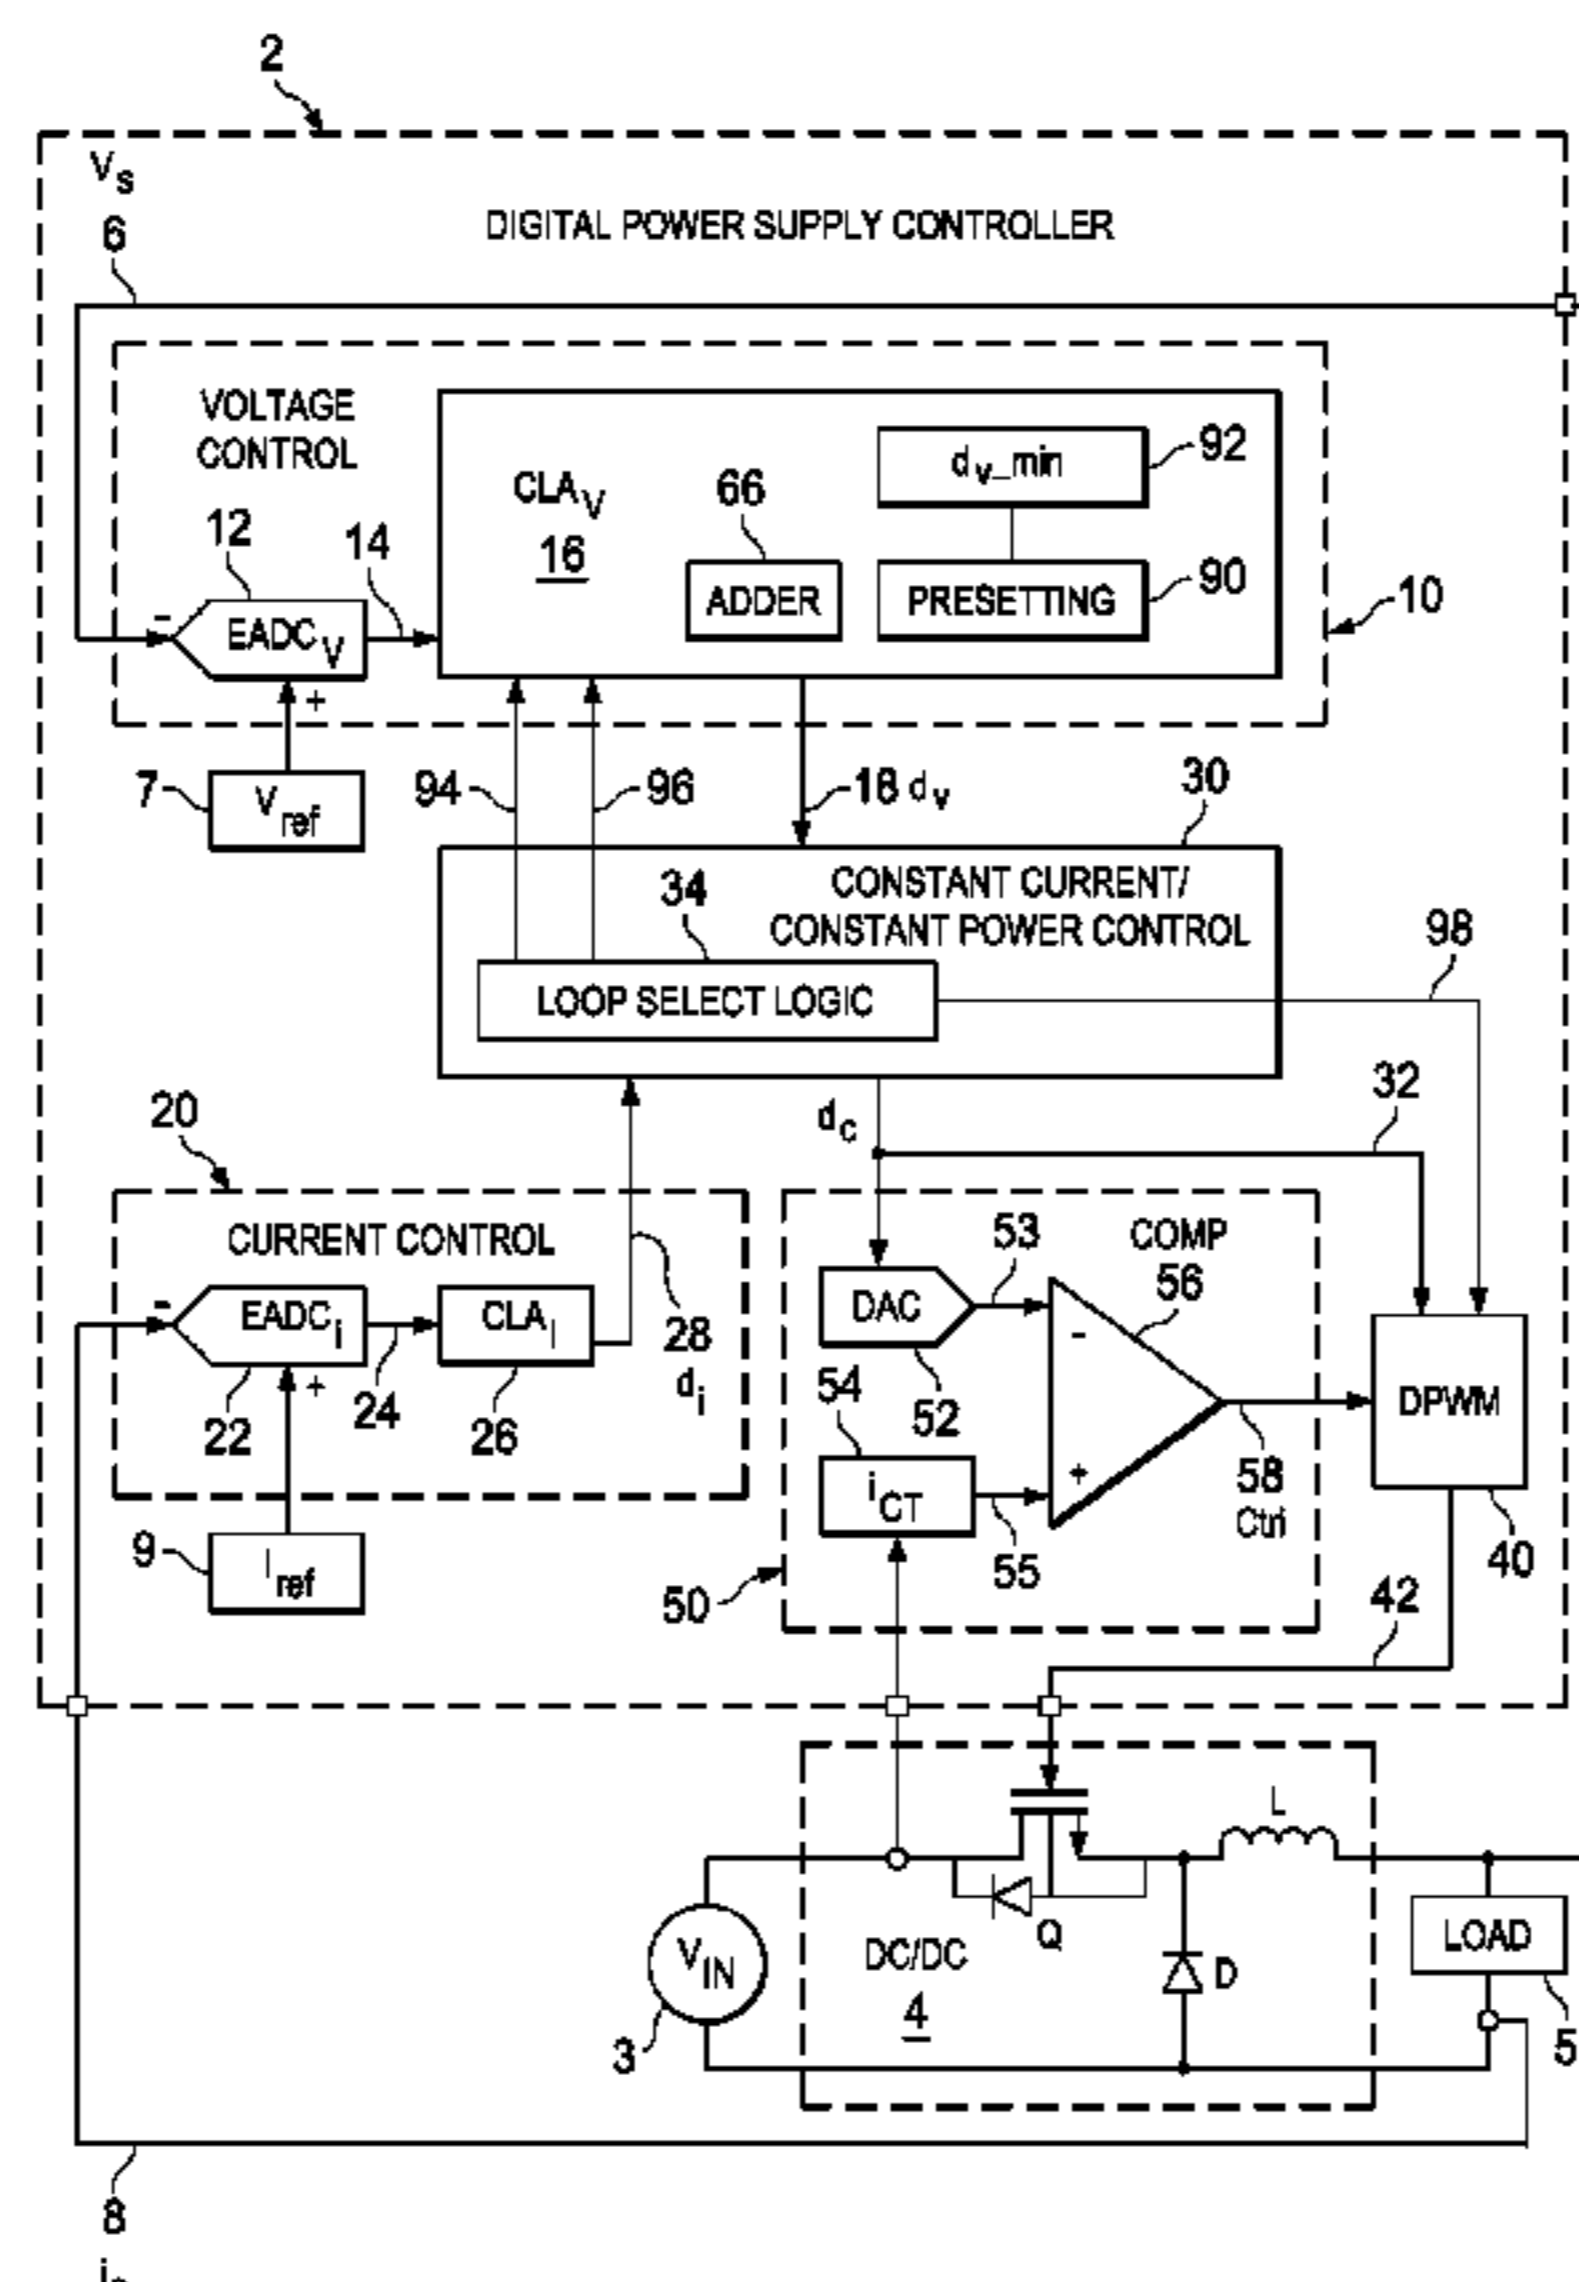 2
Vs
DIGITAL POWER SUPPLY CONTROLLER
6
VOLTAGE
CONTROL
CLAV
16
66
ADDER
dv_min
92
PRESETTING
90
10
12
14
-
EADCV
+
7
Vref
94
96
18 dv
30
34
CONSTANT CURRENT/
CONSTANT POWER CONTROL
LOOP SELECT LOGIC
98
dc
32
20
CURRENT CONTROL
-
EADCi
+
22
24
CLAI
26
28
di
9
Iref
53
COMP
56
DAC
52
54
iCT
55
-
+
58
Ctrl
50
DPWM
40
42
L
Q
D
DC/DC
4
VIN
3
LOAD
5
8